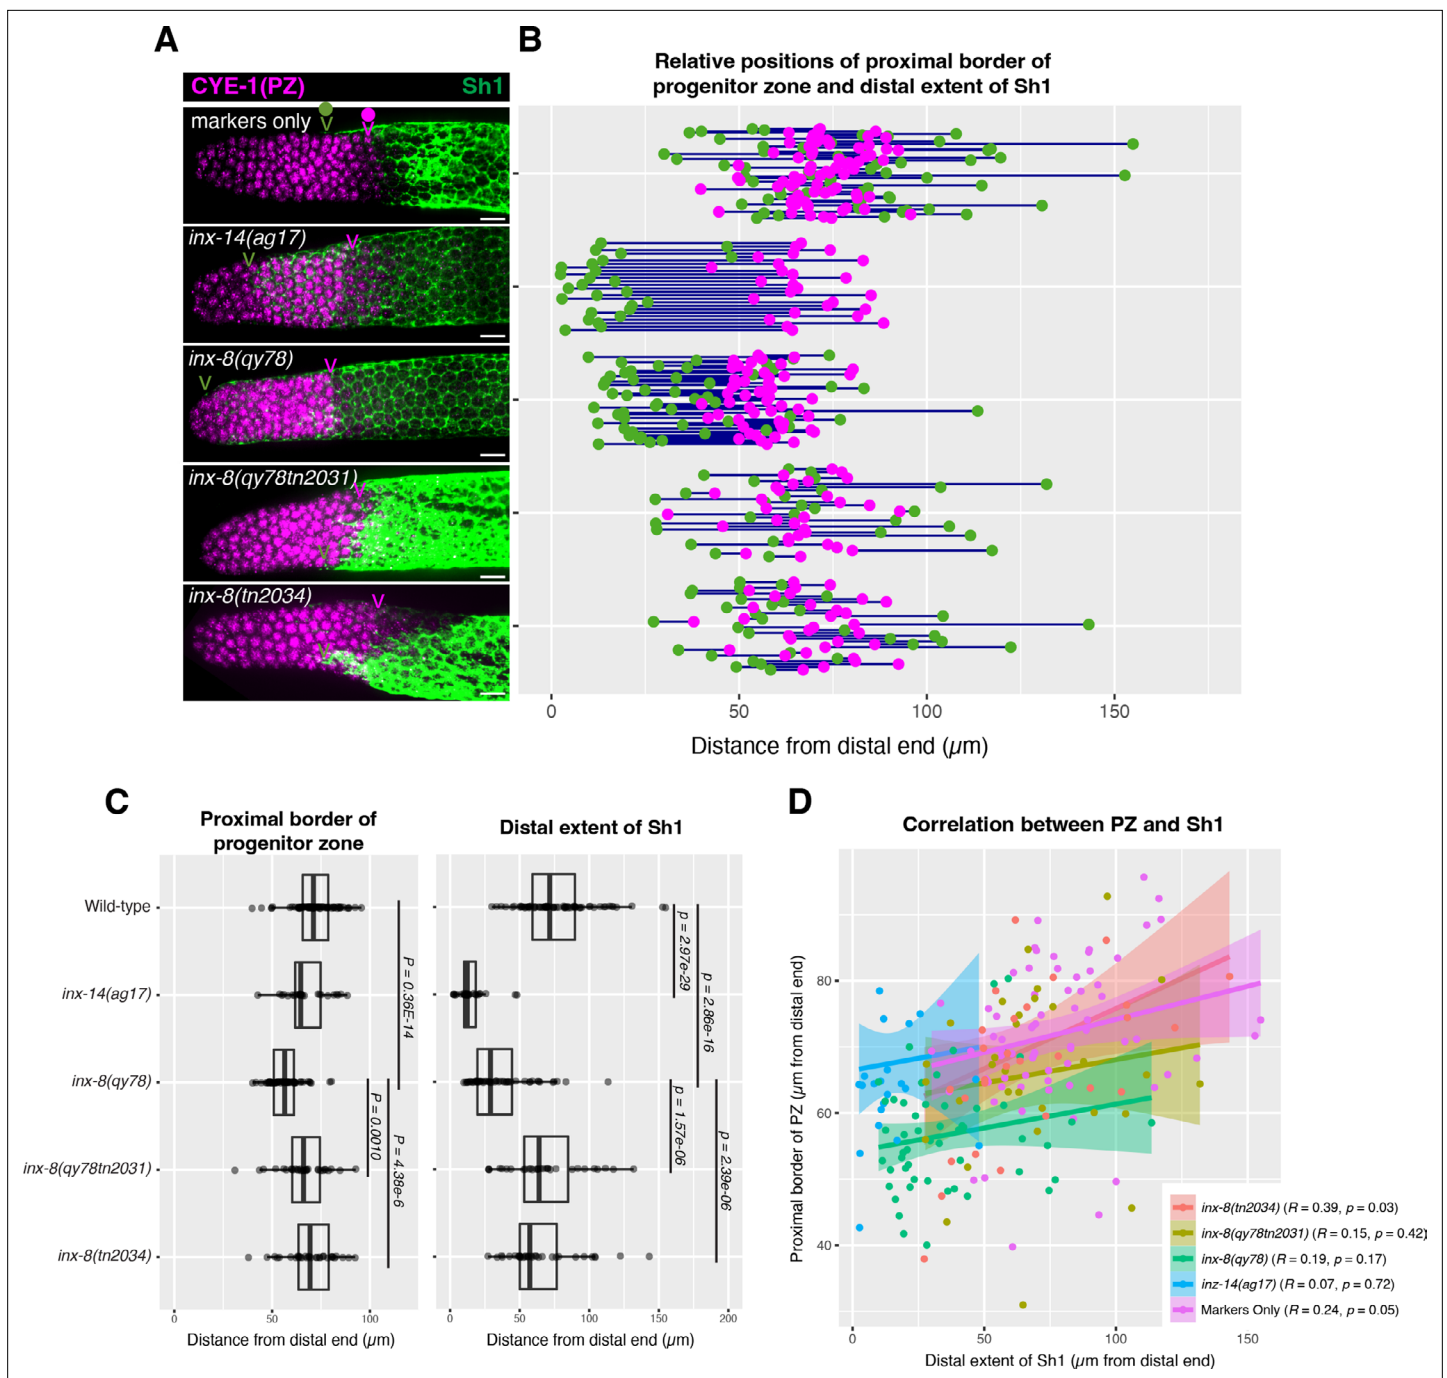 A
CYE-1(PZ) Sh1
markers only
inx-14(ag17)
inx-8(qy78)
inx-8(qy78tn2031)
inx-8(tn2034)
B
Relative positions of proximal border of
progenitor zone and distal extent of Sh1
0 50 100 150
Distance from distal end (µm)
C
Proximal border of
progenitor zone
Distal extent of Sh1
Wild-type
inx-14(ag17)
inx-8(qy78)
inx-8(qy78tn2031)
inx-8(tn2034)
P = 0.36E-14
P = 0.0010
P = 4.38e-6
p = 2.97e-29
p = 2.86e-16
p = 1.57e-06
p = 2.39e-06
0 50 100
Distance from distal end (µm)
0 50 100 150 200
Distance from distal end (µm)
D
Correlation between PZ and Sh1
Proximal border of PZ (µm from distal end)
80
60
40
inx-8(tn2034) (R = 0.39, p = 0.03)
inx-8(qy78tn2031) (R = 0.15, p = 0.42)
inx-8(qy78) (R = 0.19, p = 0.17)
inz-14(ag17) (R = 0.07, p = 0.72)
Markers Only (R = 0.24, p = 0.05)
0 50 100 150
Distal extent of Sh1 (µm from distal end)